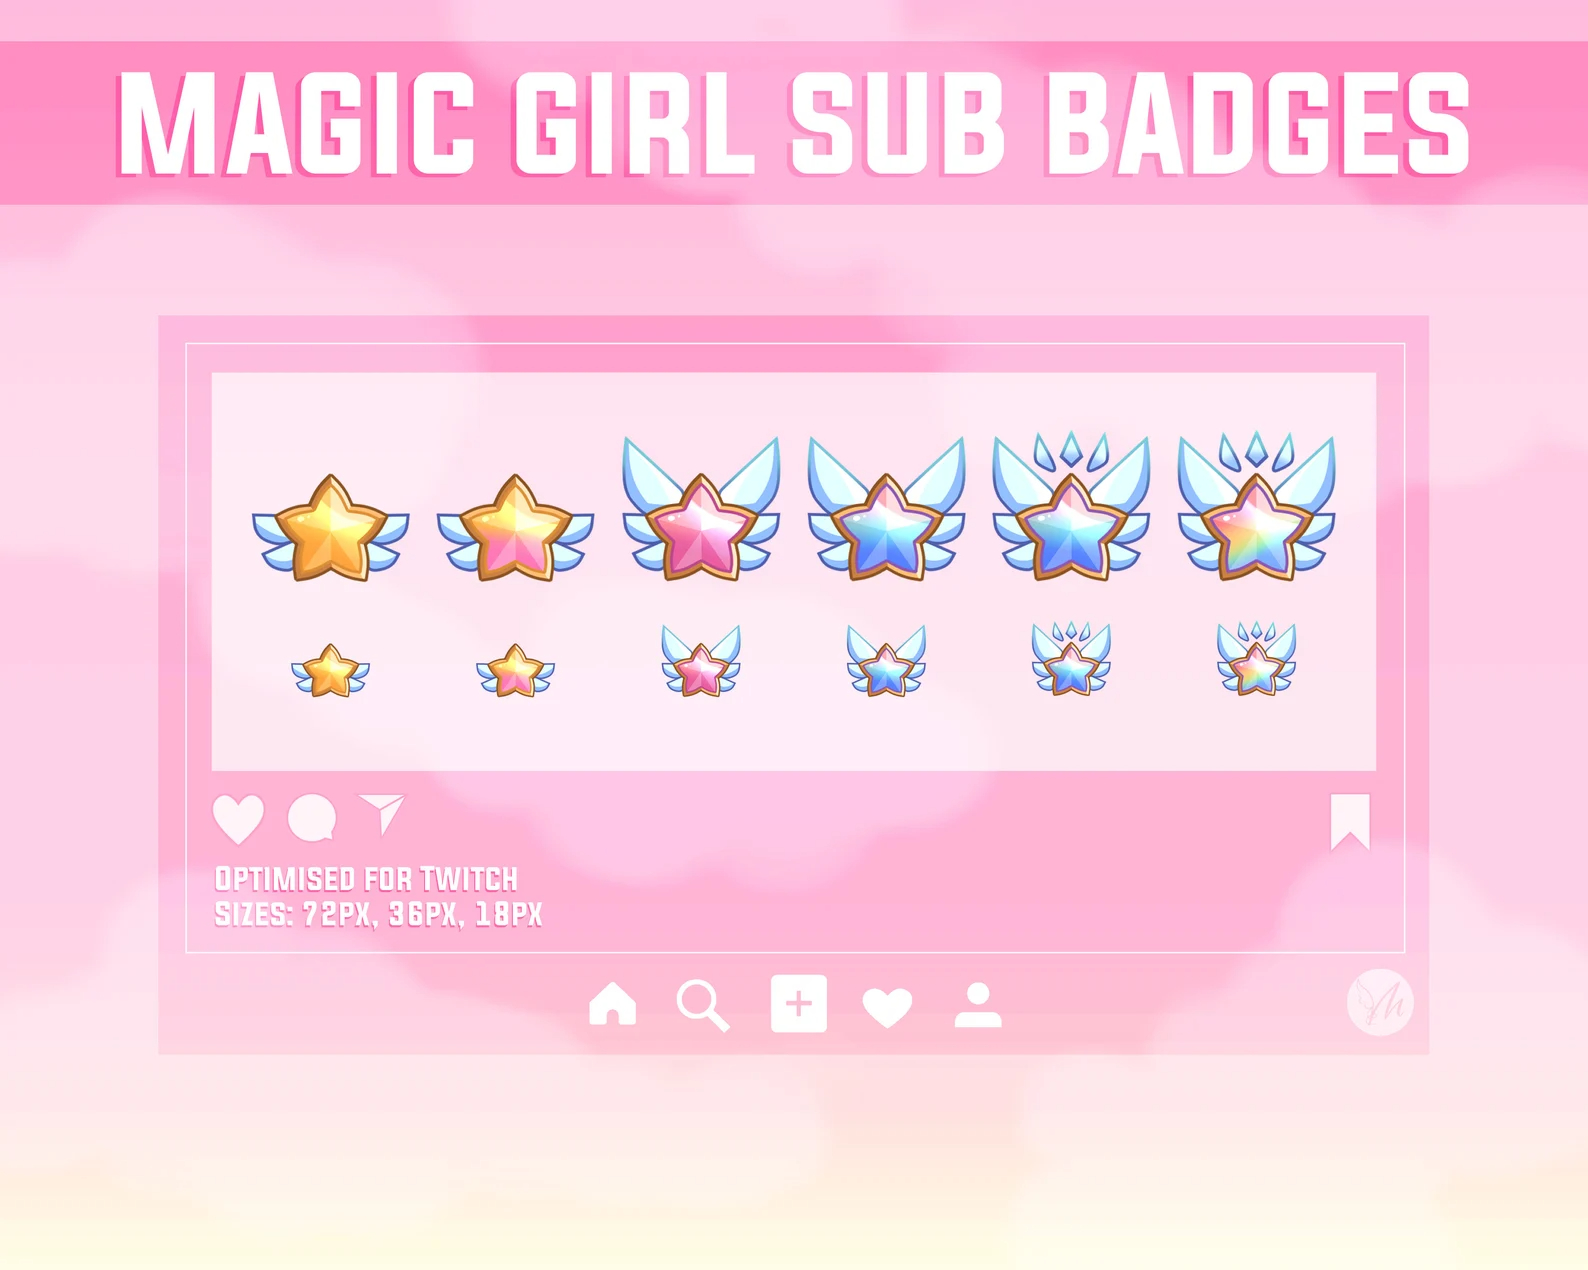 MAGIC GIRL SUB BADGES
OPTIMISED FOR TWITCH
SIZES: 72PX, 36PX, 18PX